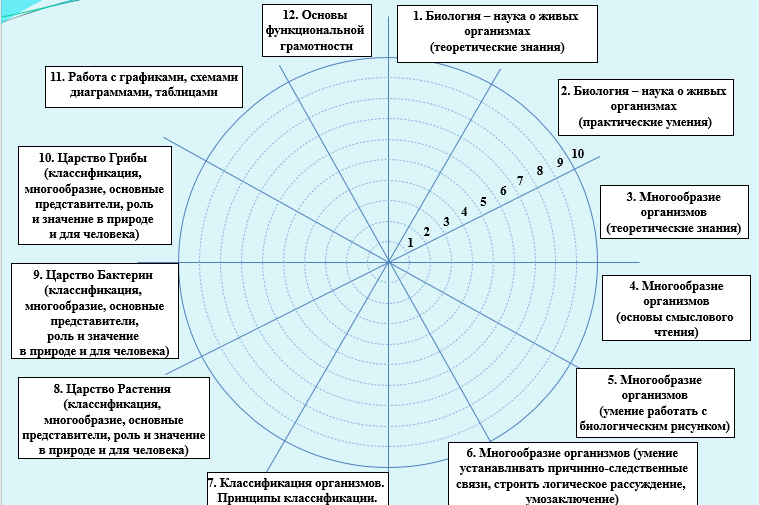 12. Основы
функциональной
грамотности
1. Биология – наука о живых
организмах
(теоретические знания)
2. Биология – наука о живых
организмах
(практические умения)
3. Многообразие
организмов
(теоретические знания)
4. Многообразие
организмов
(основы смыслового
чтения)
5. Многообразие
организмов
(умение работать с
биологическим рисунком)
6. Многообразие организмов (умение
устанавливать причинно-следственные
связи, строить логическое рассуждение,
умозаключение)
7. Классификация организмов.
Принципы классификации.
8. Царство Растения
(классификация,
многообразие, основные
представители, роль и значение
в природе и для человека)
9. Царство Бактерии
(классификация,
многообразие, основные
представители,
роль и значение
в природе и для человека)
10. Царство Грибы
(классификация,
многообразие, основные
представители, роль
и значение в природе
и для человека)
11. Работа с графиками, схемами
диаграммами, таблицами
1
2
3
4
5
6
7
8
9
10